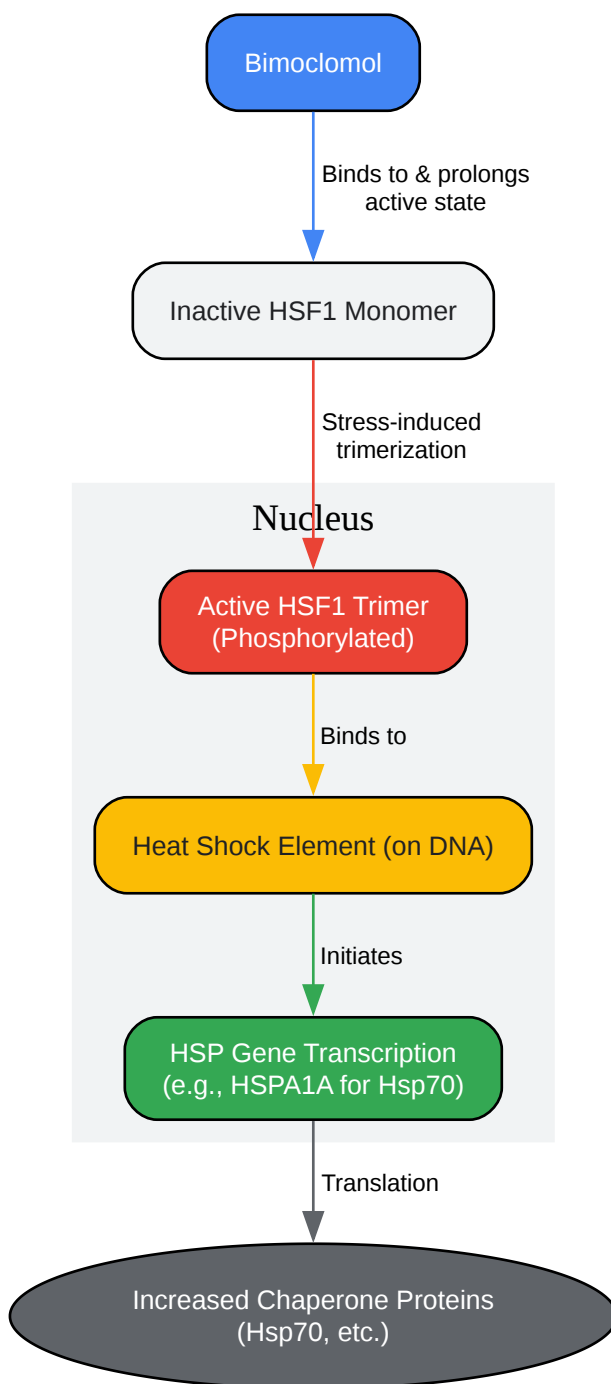 Bimoclomol
Binds to & prolongs
active state
Inactive HSF1 Monomer
Stress-induced
trimerization
Nucleus
Active HSF1 Trimer
(Phosphorylated)
Binds to
Heat Shock Element (on DNA)
Initiates
HSP Gene Transcription
(e.g., HSPA1A for Hsp70)
Translation
Increased Chaperone Proteins
(Hsp70, etc.)